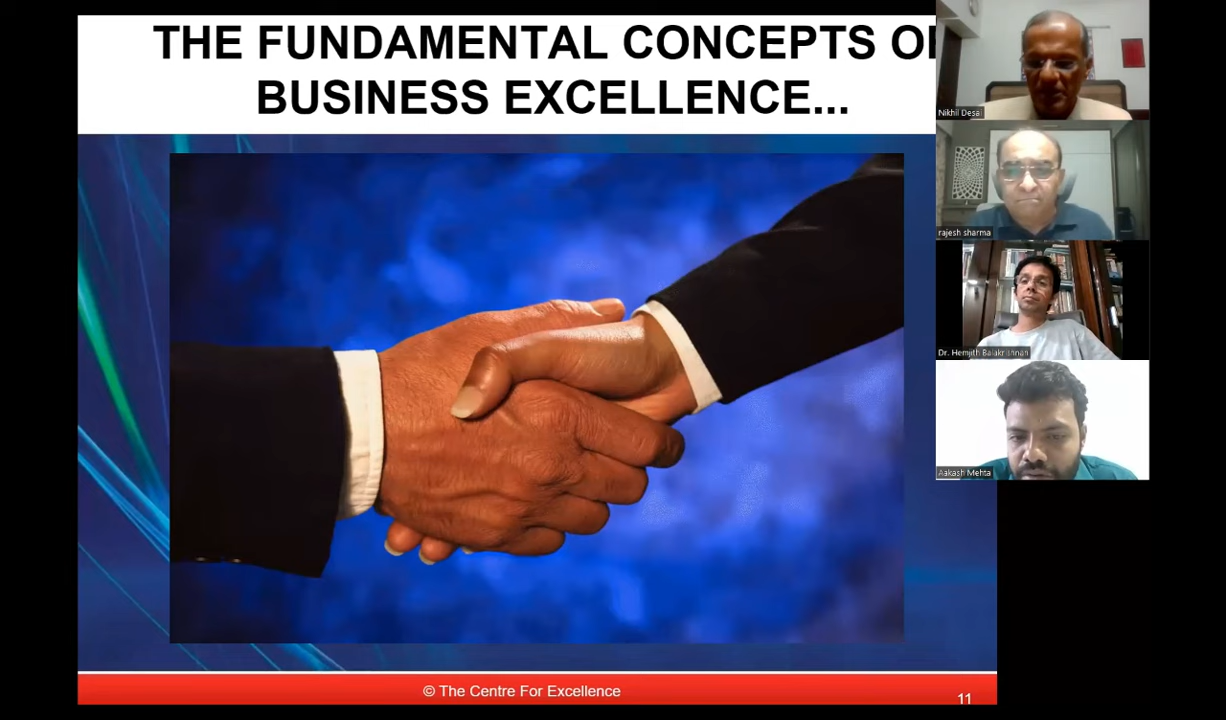 THE FUNDAMENTAL CONCEPTS OF
BUSINESS EXCELLENCE...
Nikhil Desai
rajesh sharma
Dr. Hemjith Balakrishnan
Aakash Mehta
© The Centre For Excellence
11